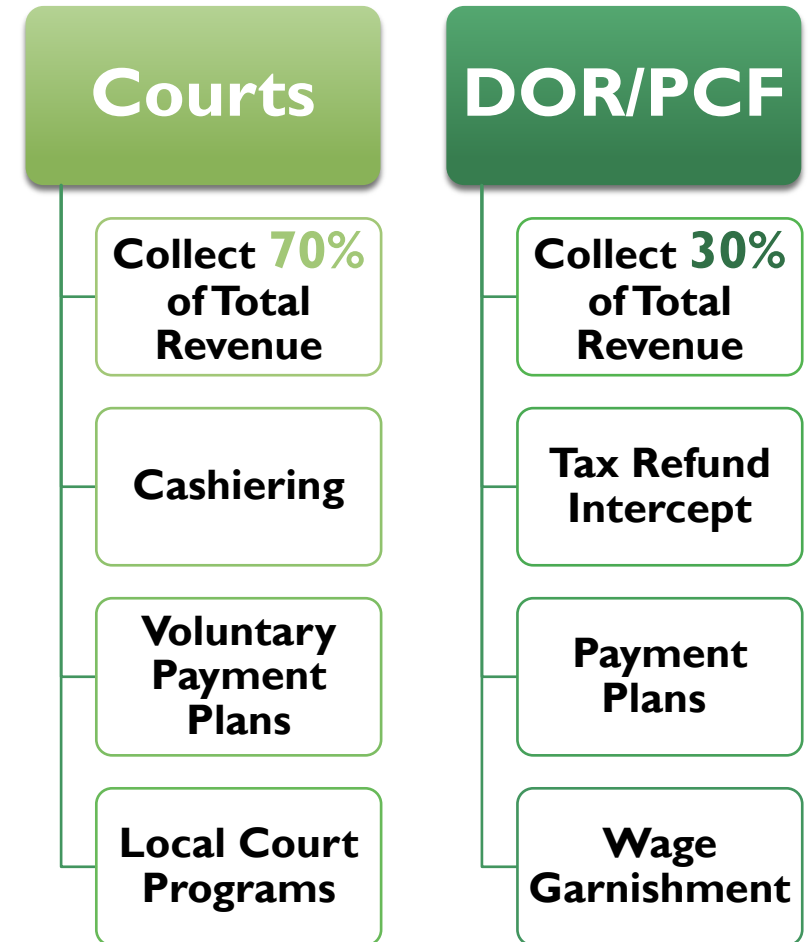 Courts
Collect 70%
of Total
Revenue
Cashiering
Voluntary
Payment
Plans
Local Court
Programs
DOR/PCF
Collect 30%
of Total
Revenue
Tax Refund
Intercept
Payment
Plans
Wage
Garnishment